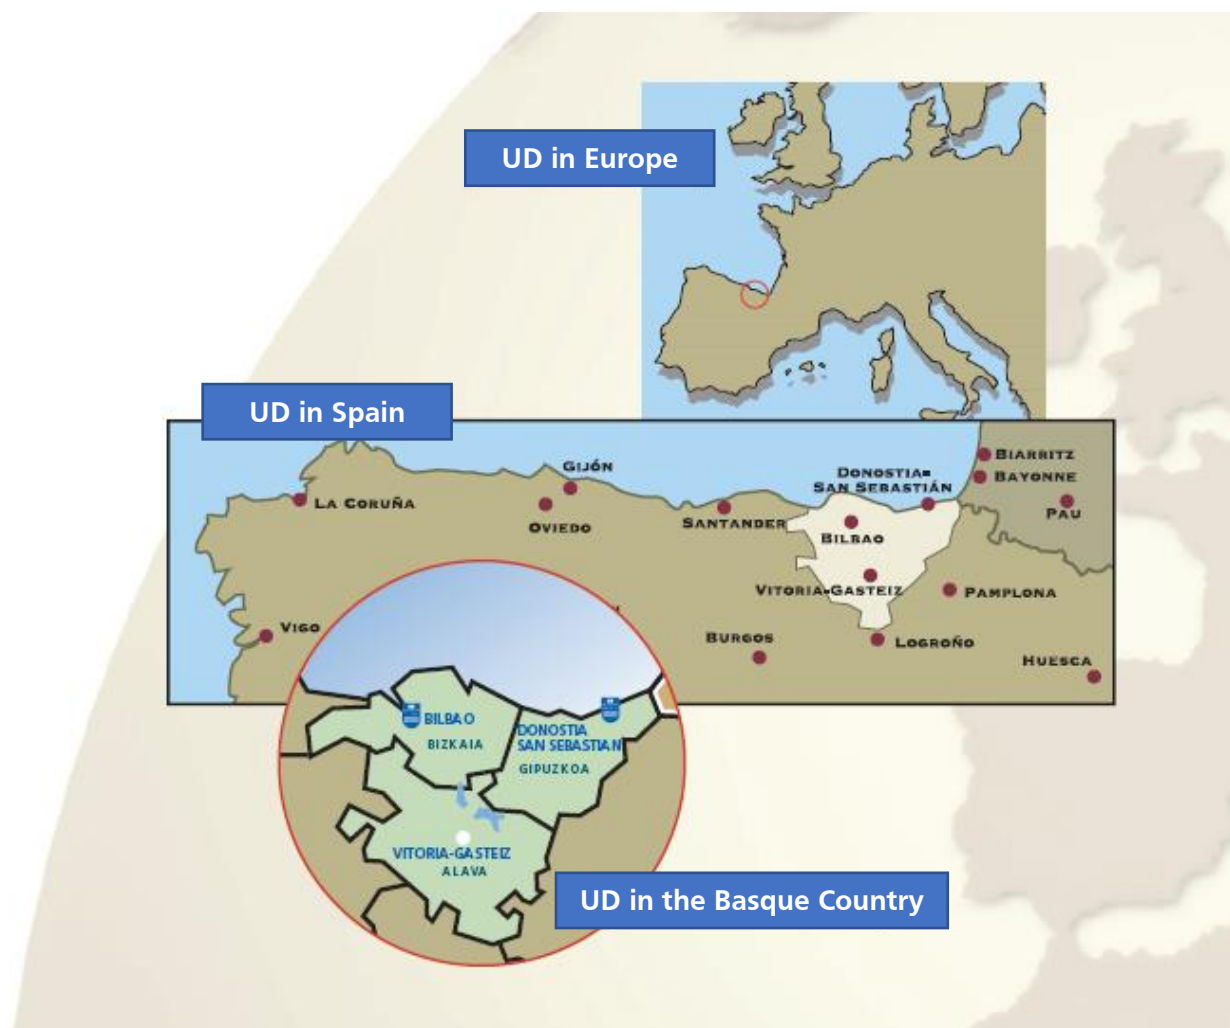 UD in Europe
UD in Spain
BIARRITZ
GIJÓN
DONOSTIA-
SAN SEBASTIÁN
BAYONNE
LA CORUÑA
PAU
OVIEDO
SANTANDER
BILBAO
VITORIA-GASTEIZ
PAMPLONA
VIGO
BURGOS
LOGROÑO
HUESCA
BILBAO
BIZKAIA
DONOSTIA
SAN SEBASTIAN
GIPUZKOA
VITORIA-GASTEIZ
ALAVA
UD in the Basque Country